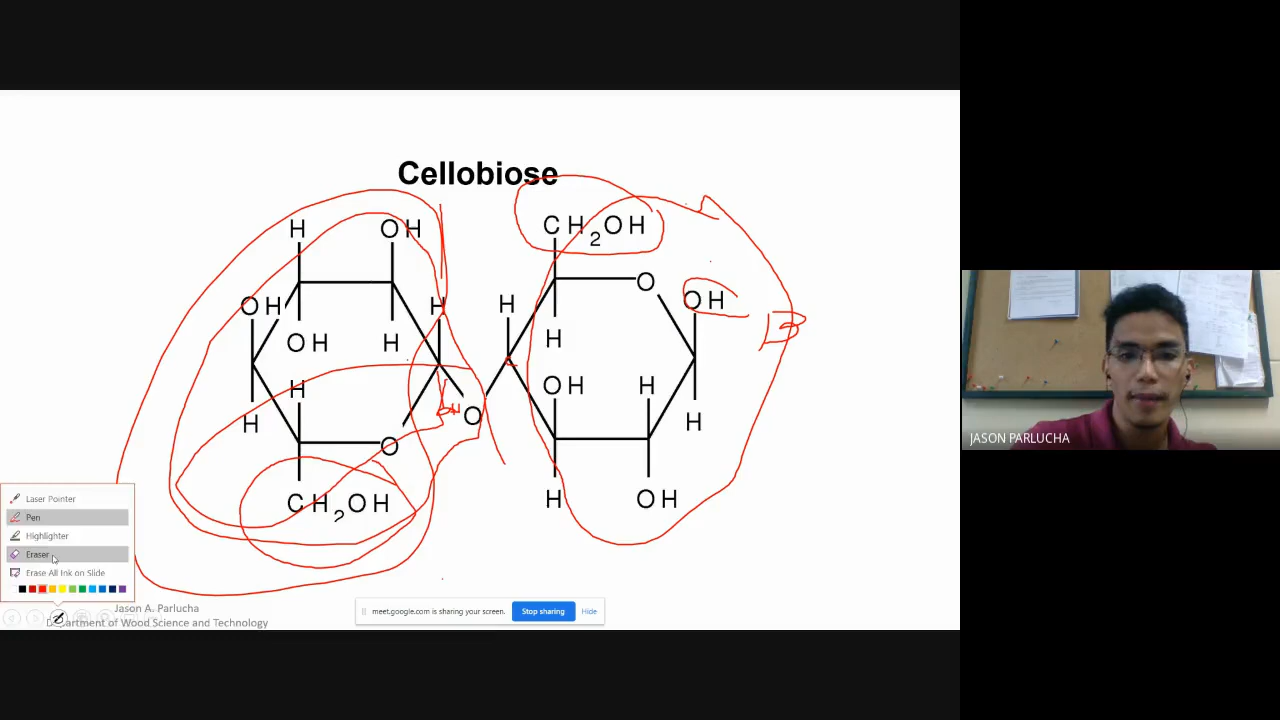 Cellobiose
H
OH
CH2OH
O
OH
H
H
H
OH
OH
H
H
OH
H
H
H
H
OH
O
O
H
CH2OH
H
OH
B
JASON PARLUCHA
Laser Pointer
Pen
Highlighter
Eraser
Erase All Ink on Slide
Jason A. Parlucha
Department of Wood Science and Technology
meet.google.com is sharing your screen.
Stop sharing
Hide